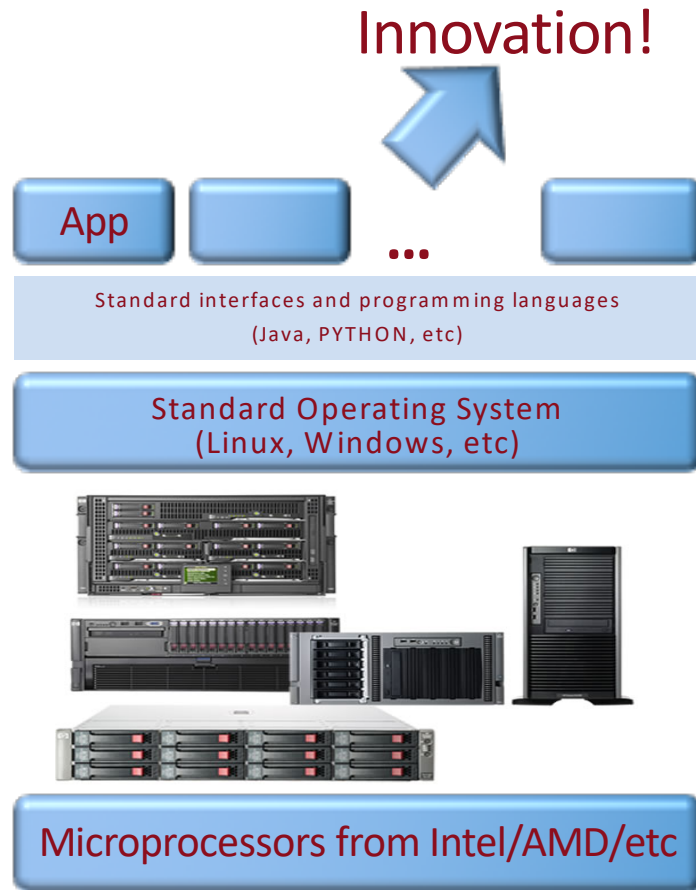 Innovation!
App
...
Standard interfaces and programming languages
(Java, PYTHON, etc)
Standard Operating System
(Linux, Windows, etc)
Microprocessors from Intel/AMD/etc